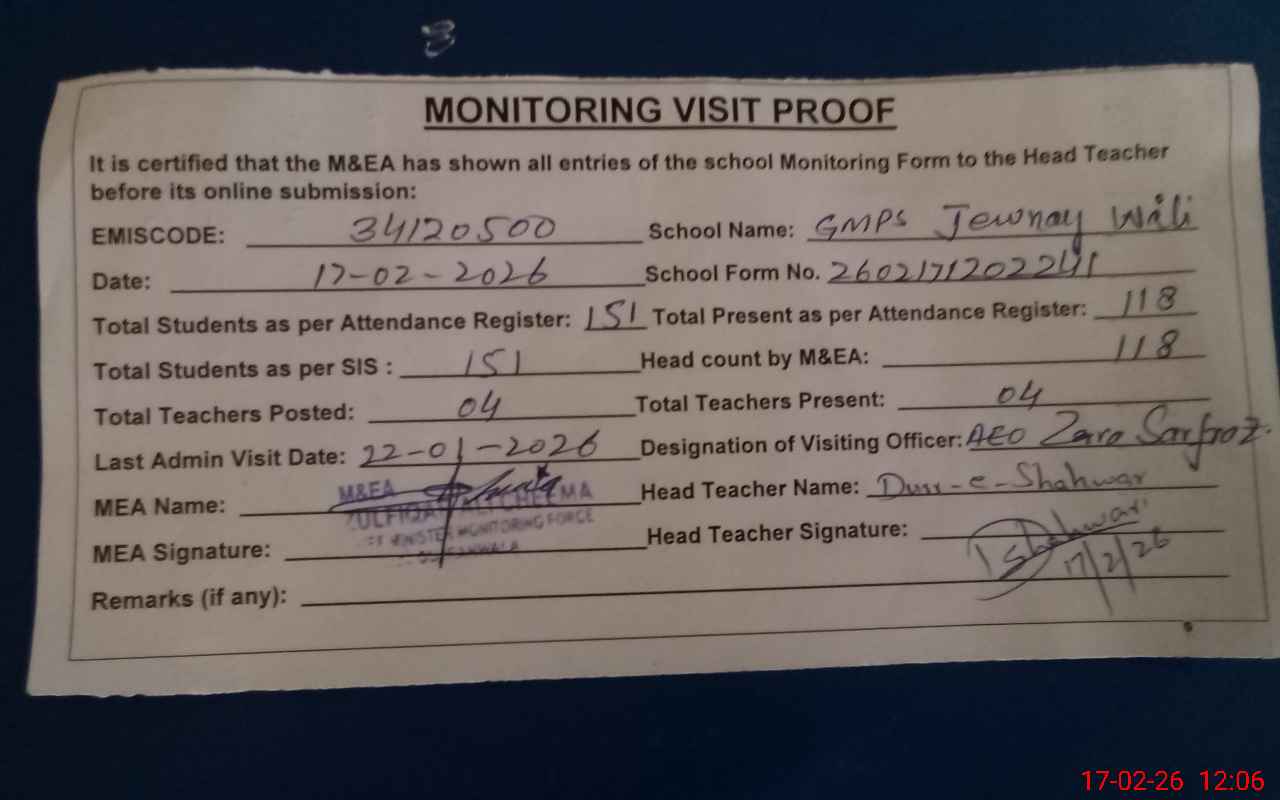 MONITORING VISIT PROOF
It is certified that the M&EA has shown all entries of the school Monitoring Form to the Head Teacher
before its online submission:
EMISCODE: 34120500 School Name: GMPS Jewnay Wali
Date: 17-02-2026 School Form No. 2602171202241
Total Students as per Attendance Register: 151 Total Present as per Attendance Register: 118
Total Students as per SIS : 151 Head count by M&EA: 118
Total Teachers Posted: 04 Total Teachers Present: 04
Last Admin Visit Date: 22-01-2026 Designation of Visiting Officer: AEO Zara Sarfraz.
MEA Name: M&EA CHEEMA Head Teacher Name: Durr-e-Shahwar
MONITORING FORCE
MEA Signature: Head Teacher Signature: Shahwar
17/2/26
Remarks (if any):
17-02-26 12:06